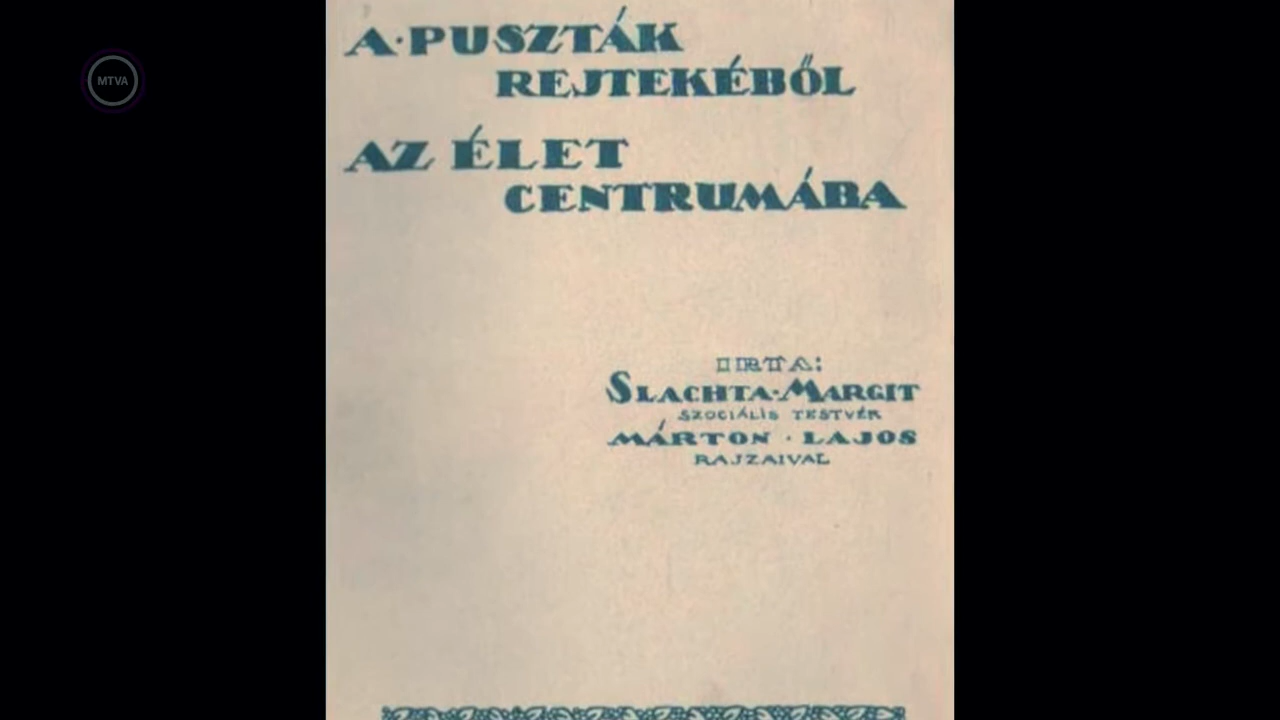 MTVA
A·PUSZTÁK
REJTEKÉBŐL
AZ ÉLET
CENTRUMÁBA
IRTA:
SLACHTA·MARGIT
SZOCIÁLIS TESTVÉR
MÁRTON·LAJOS
RAJZAIVAL